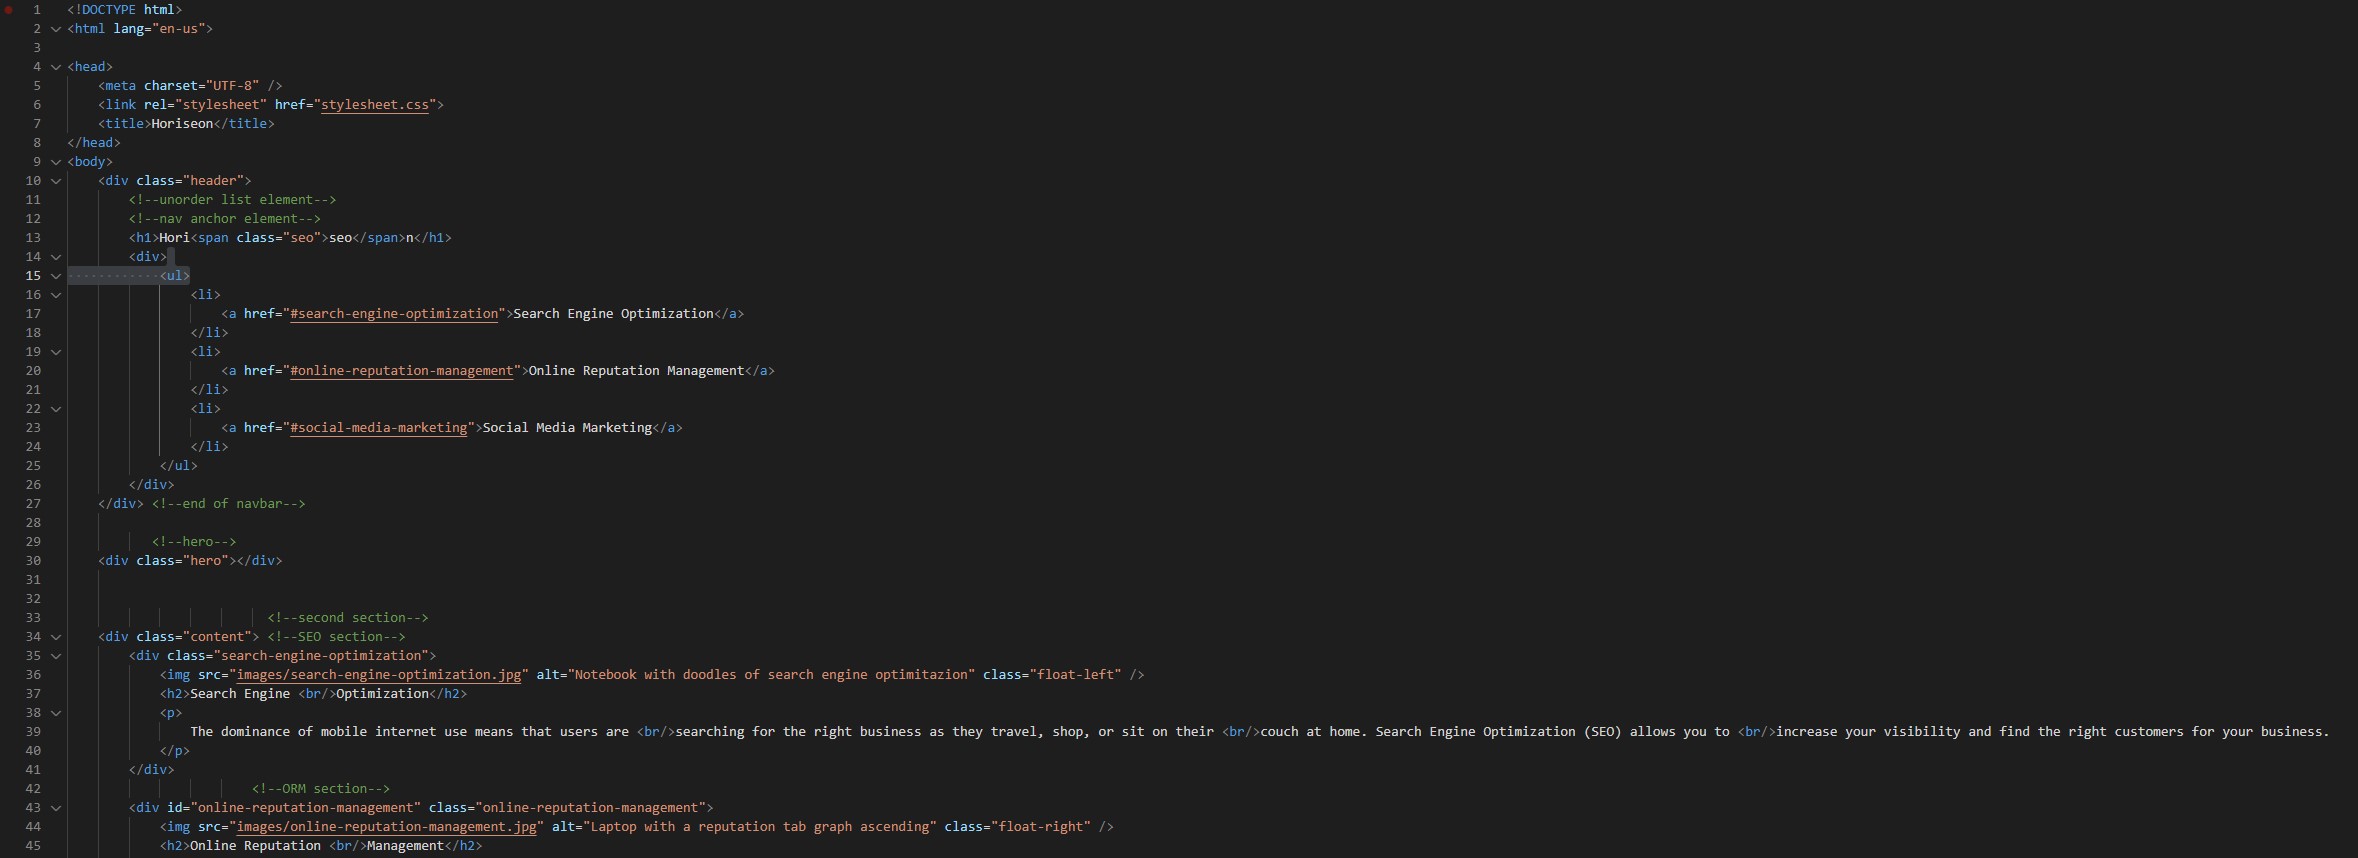 1 <!DOCTYPE html>
2 <html lang="en-us">
3
4 <head>
5 <meta charset="UTF-8" />
6 <link rel="stylesheet" href="stylesheet.css">
7 <title>Horiseon</title>
8 </head>
9 <body>
10 <div class="header">
11 <!--unorder list element-->
12 <!--nav anchor element-->
13 <h1>Hori<span class="seo">seo</span>n</h1>
14 <div>
15 <ul>
16 <li>
17 <a href="#search-engine-optimization">Search Engine Optimization</a>
18 </li>
19 <li>
20 <a href="#online-reputation-management">Online Reputation Management</a>
21 </li>
22 <li>
23 <a href="#social-media-marketing">Social Media Marketing</a>
24 </li>
25 </ul>
26 </div>
27 </div> <!--end of navbar-->
28
29 <!--hero-->
30 <div class="hero"></div>
31
32
33 <!--second section-->
34 <div class="content"> <!--SEO section-->
35 <div class="search-engine-optimization">
36 <img src="images/search-engine-optimization.jpg" alt="Notebook with doodles of search engine optimitazion" class="float-left" />
37 <h2>Search Engine <br/>Optimization</h2>
38 <p>
39 The dominance of mobile internet use means that users are <br/>searching for the right business as they travel, shop, or sit on their <br/>couch at home. Search Engine Optimization (SEO) allows you to <br/>increase your visibility and find the right customers for your business.
40 </p>
41 </div>
42 <!--ORM section-->
43 <div id="online-reputation-management" class="online-reputation-management">
44 <img src="images/online-reputation-management.jpg" alt="Laptop with a reputation tab graph ascending" class="float-right" />
45 <h2>Online Reputation <br/>Management</h2>